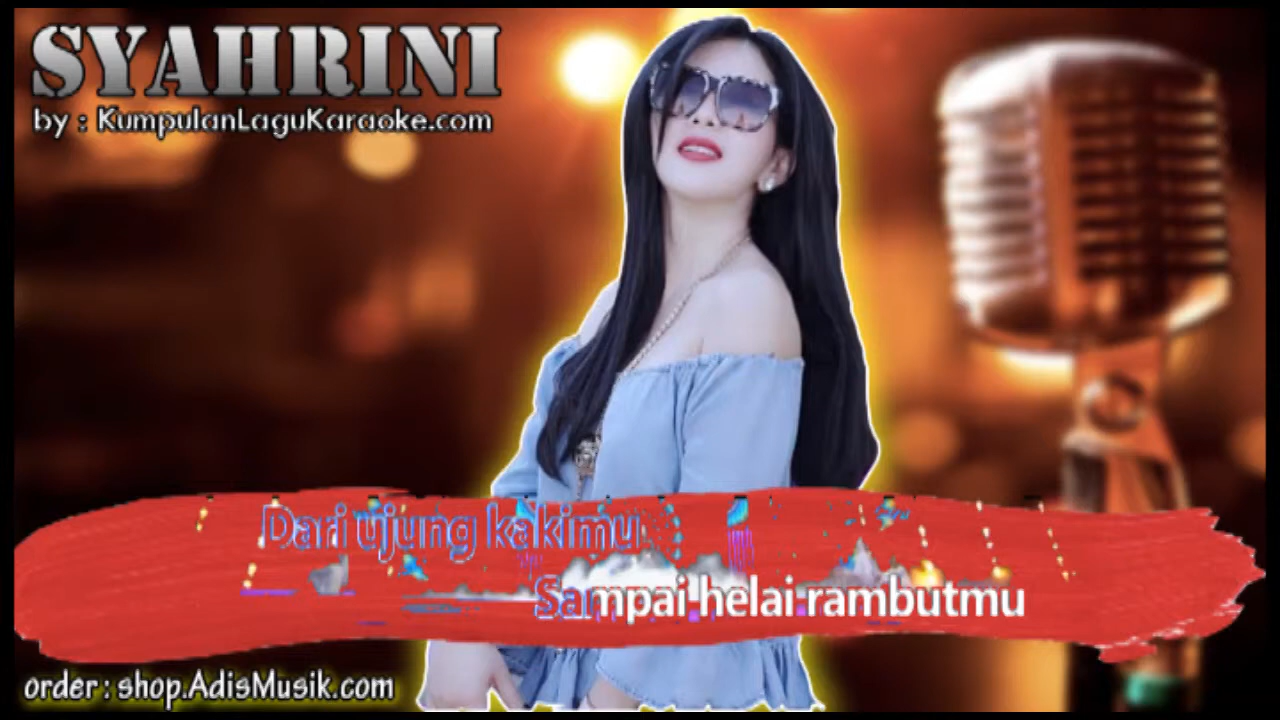 SYAHRINI
by : KumpulanLaguKaraoke.com
Dari ujung kakimu
Sampai helai rambutmu
order : shop.AdisMusik.com